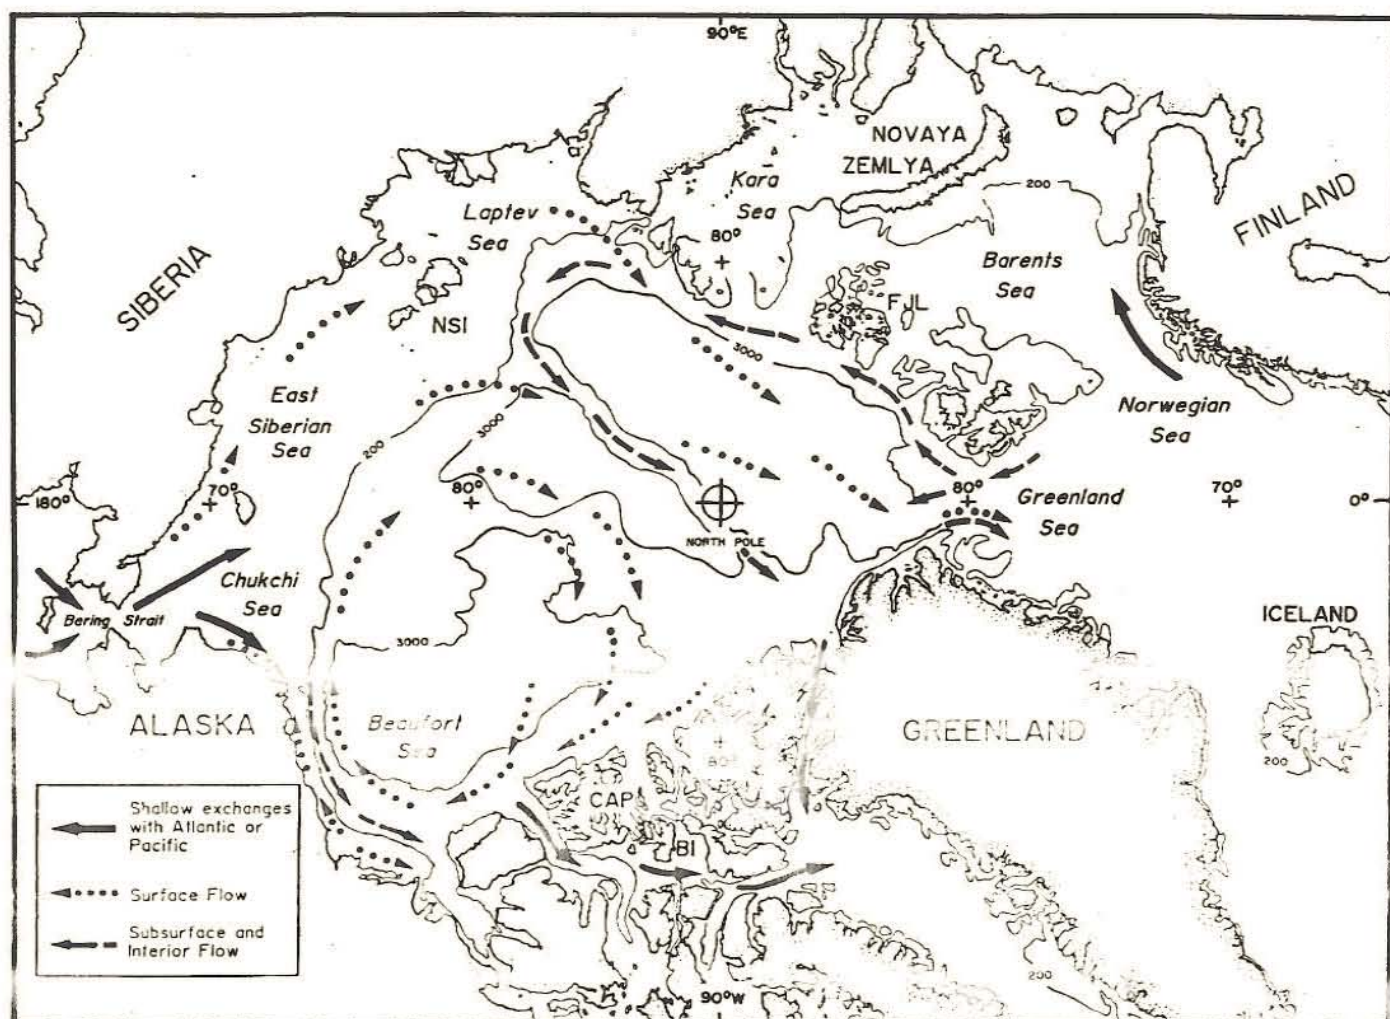 90°E
NOVAYA
ZEMLYA
Kara
Sea
200
FINLAND
Laptev
Sea
80°
Barents
Sea
SIBERIA
NSI
FJL
3000
East
Siberian
Sea
200
3000
Norwegian
Sea
180°
70°
80°
80°
Greenland
Sea
70°
0°
NORTH POLE
Chukchi
Sea
Bering Strait
3000
ICELAND
ALASKA
Beaufort
Sea
GREENLAND
80°
200
Shallow exchanges
with Atlantic or
Pacific
CAP
BI
Surface Flow
Subsurface and
Interior Flow
200
90°W